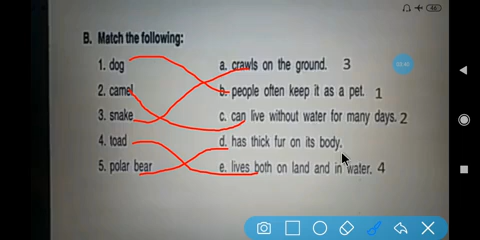 B. Match the following:
1. dog a. crawls on the ground. 3
2. camel b. people often keep it as a pet. 1
3. snake c. can live without water for many days. 2
4. toad d. has thick fur on its body.
5. polar bear e. lives both on land and in water. 4